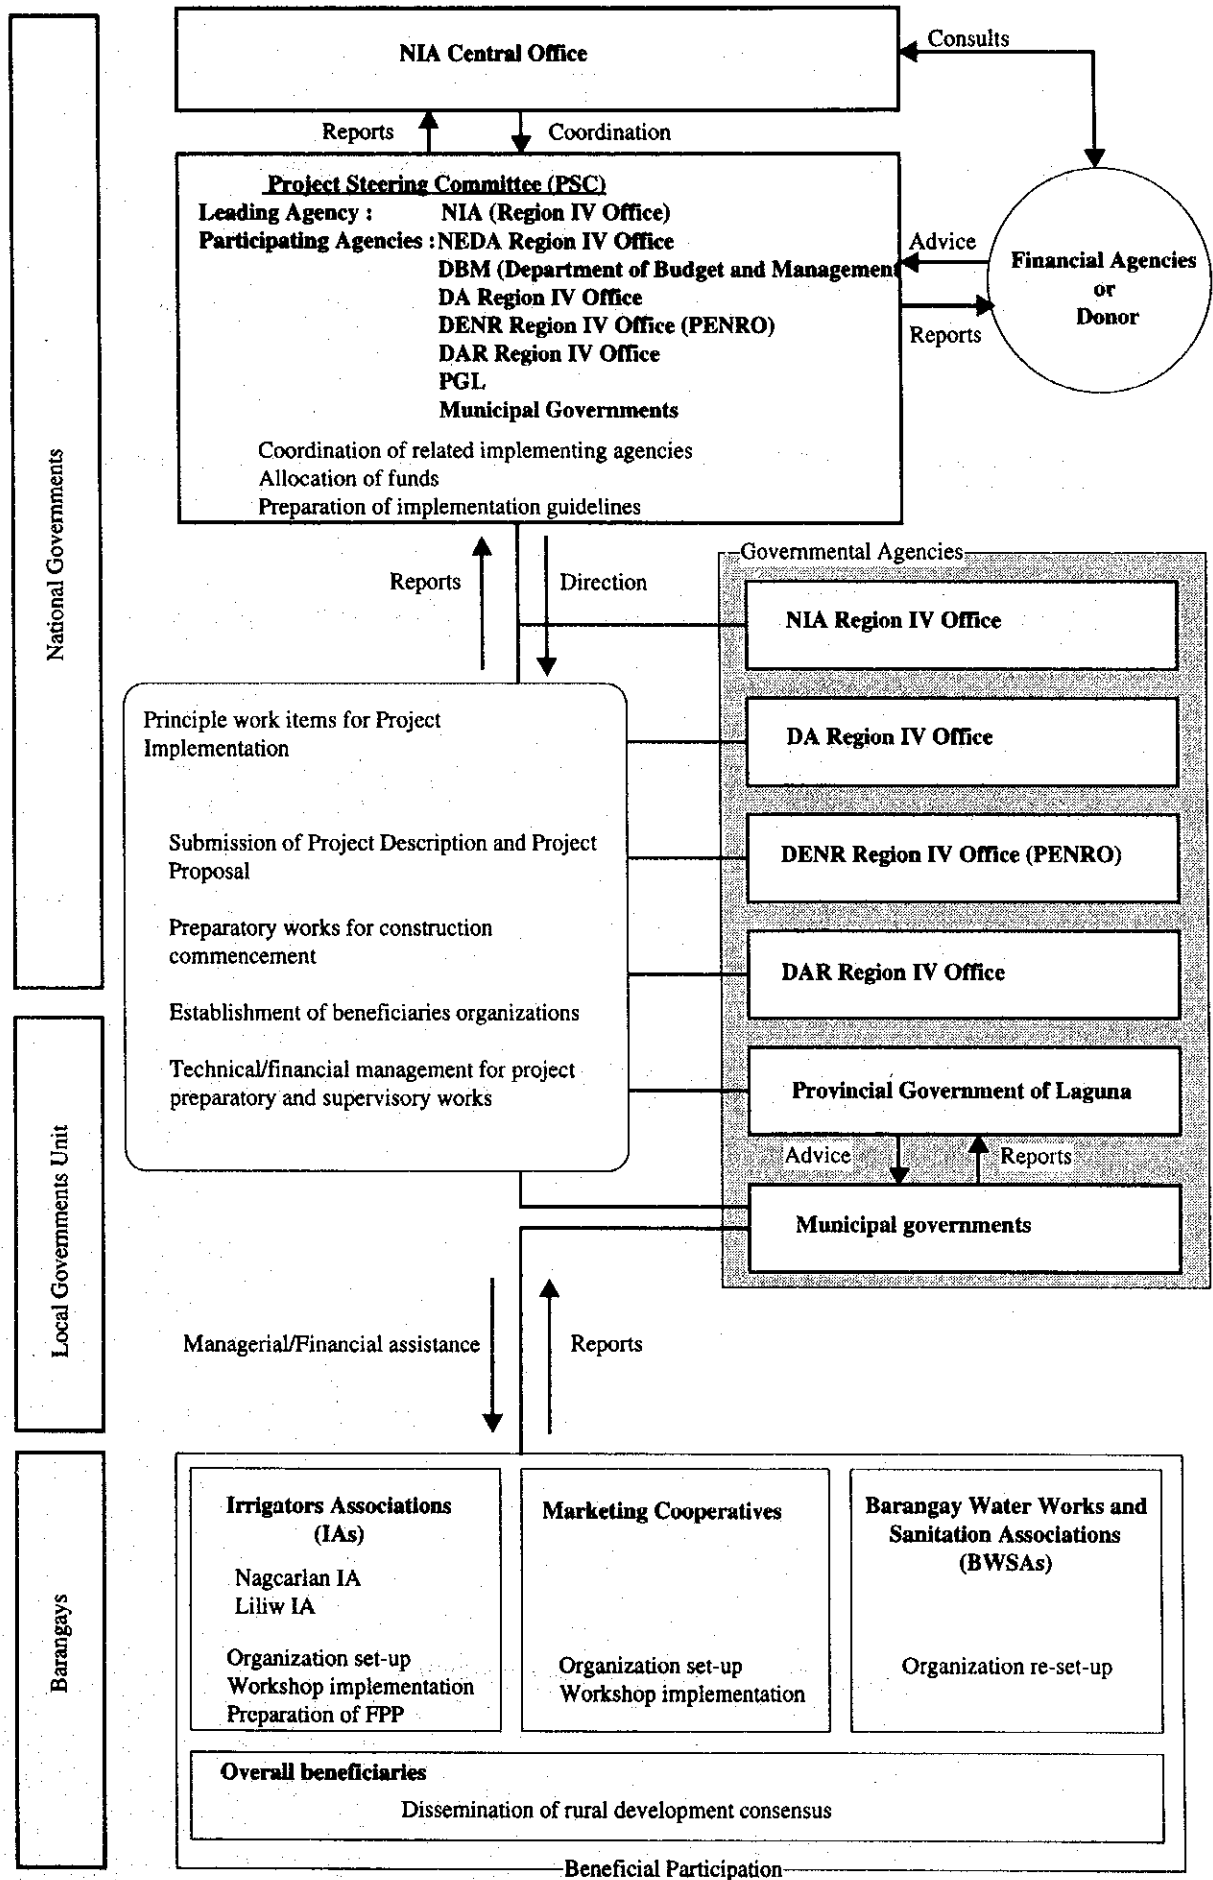 NIA Central Office
Consults
Reports
Coordination
Project Steering Committee (PSC)
Leading Agency : NIA (Region IV Office)
Participating Agencies : NEDA Region IV Office
DBM (Department of Budget and Management
DA Region IV Office
DENR Region IV Office (PENRO)
DAR Region IV Office
PGL
Municipal Governments
Coordination of related implementing agencies
Allocation of funds
Preparation of implementation guidelines
Advice
Reports
Financial Agencies
or
Donor
National Governments
Reports
Direction
Governmental Agencies
NIA Region IV Office
DA Region IV Office
DENR Region IV Office (PENRO)
DAR Region IV Office
Provincial Government of Laguna
Advice
Reports
Municipal governments
Principle work items for Project
Implementation
Submission of Project Description and Project
Proposal
Preparatory works for construction
commencement
Establishment of beneficiaries organizations
Technical/financial management for project
preparatory and supervisory works
Local Governments Unit
Managerial/Financial assistance
Reports
Barangays
Irrigators Associations
(IAs)
Nagcarlan IA
Liliw IA
Organization set-up
Workshop implementation
Preparation of FPP
Marketing Cooperatives
Organization set-up
Workshop implementation
Barangay Water Works and
Sanitation Associations
(BWSAs)
Organization re-set-up
Overall beneficiaries
Dissemination of rural development consensus
Beneficial Participation